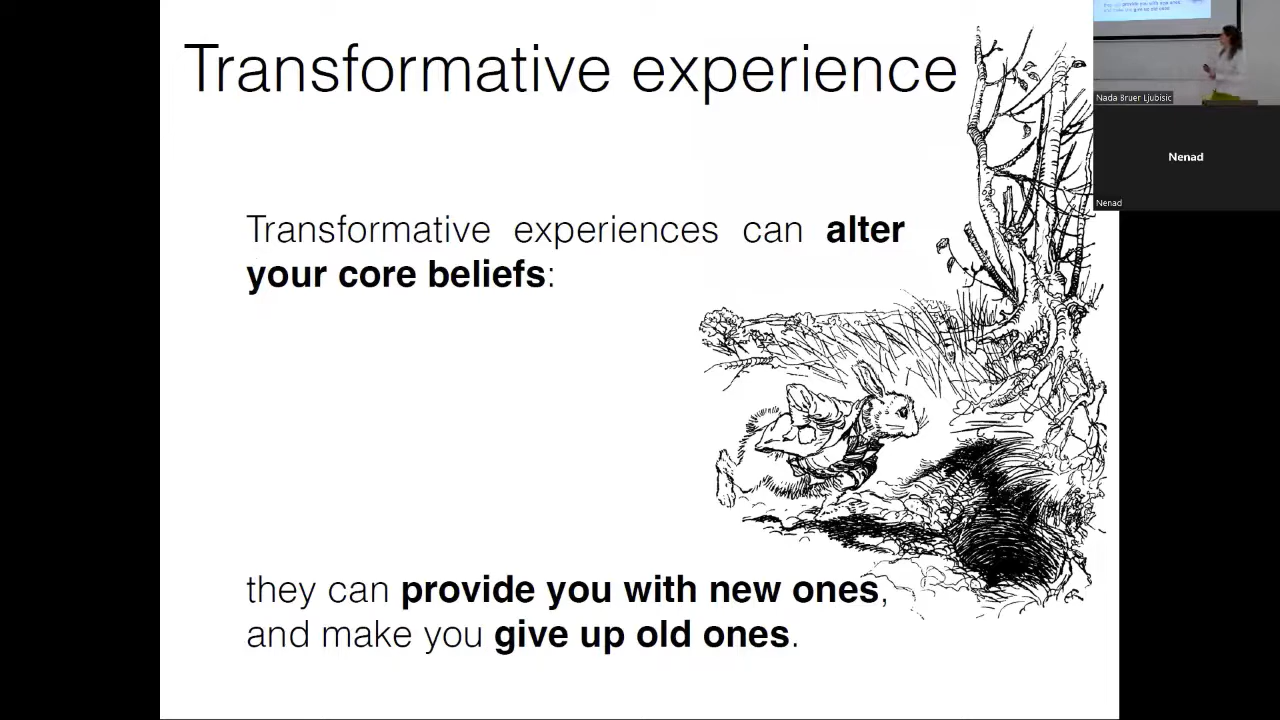 Transformative experience
Transformative experiences can alter
your core beliefs:
they can provide you with new ones,
and make you give up old ones.
Nada Bruer Ljubisic
Nenad
Nenad